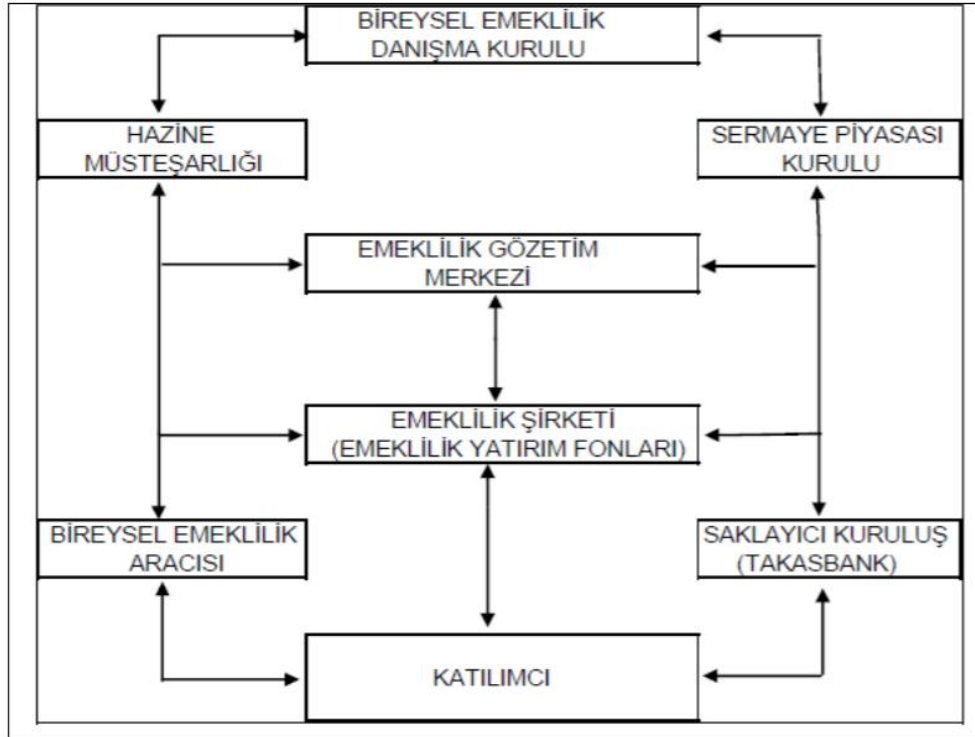 BİREYSEL EMEKLİLİK
DANIŞMA KURULU
HAZİNE
MÜSTEŞARLIĞI
SERMAYE PİYASASI
KURULU
EMEKLİLİK GÖZETİM
MERKEZİ
EMEKLİLİK ŞİRKETİ
(EMEKLİLİK YATIRIM FONLARI)
BİREYSEL EMEKLİLİK
ARACISI
SAKLAYICI KURULUŞ
(TAKASBANK)
KATILIMCI